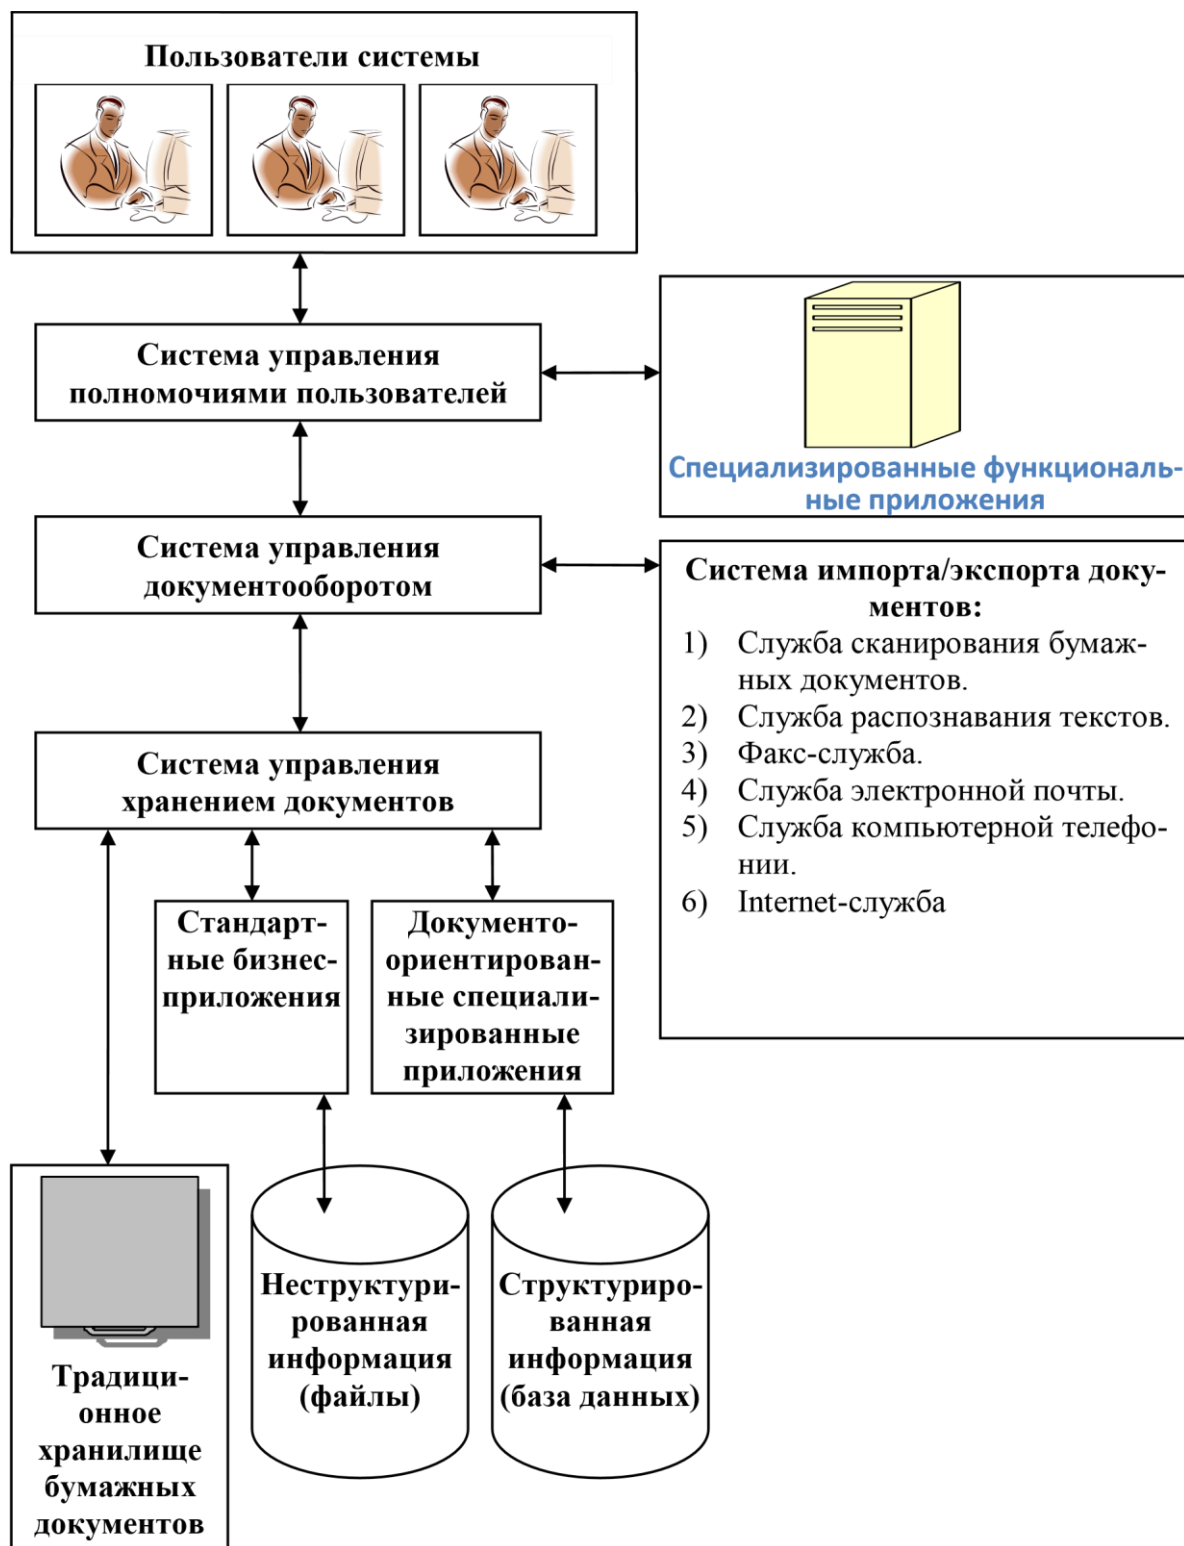 Пользователи системы
Система управления
полномочиями пользователей
Специализированные функциональ-
ные приложения
Система управления
документооборотом
Система импорта/экспорта доку-
ментов:
1) Служба сканирования бумаж-
ных документов.
2) Служба распознавания текстов.
3) Факс-служба.
4) Служба электронной почты.
5) Служба компьютерной телефо-
нии.
6) Internet-служба
Система управления
хранением документов
Стандарт-
ные бизнес-
приложения
Документо-
ориентирован-
ные специали-
зированные
приложения
Традици-
онное
хранилище
бумажных
документов
Неструктури-
рованная
информация
(файлы)
Структуриро-
ванная
информация
(база данных)